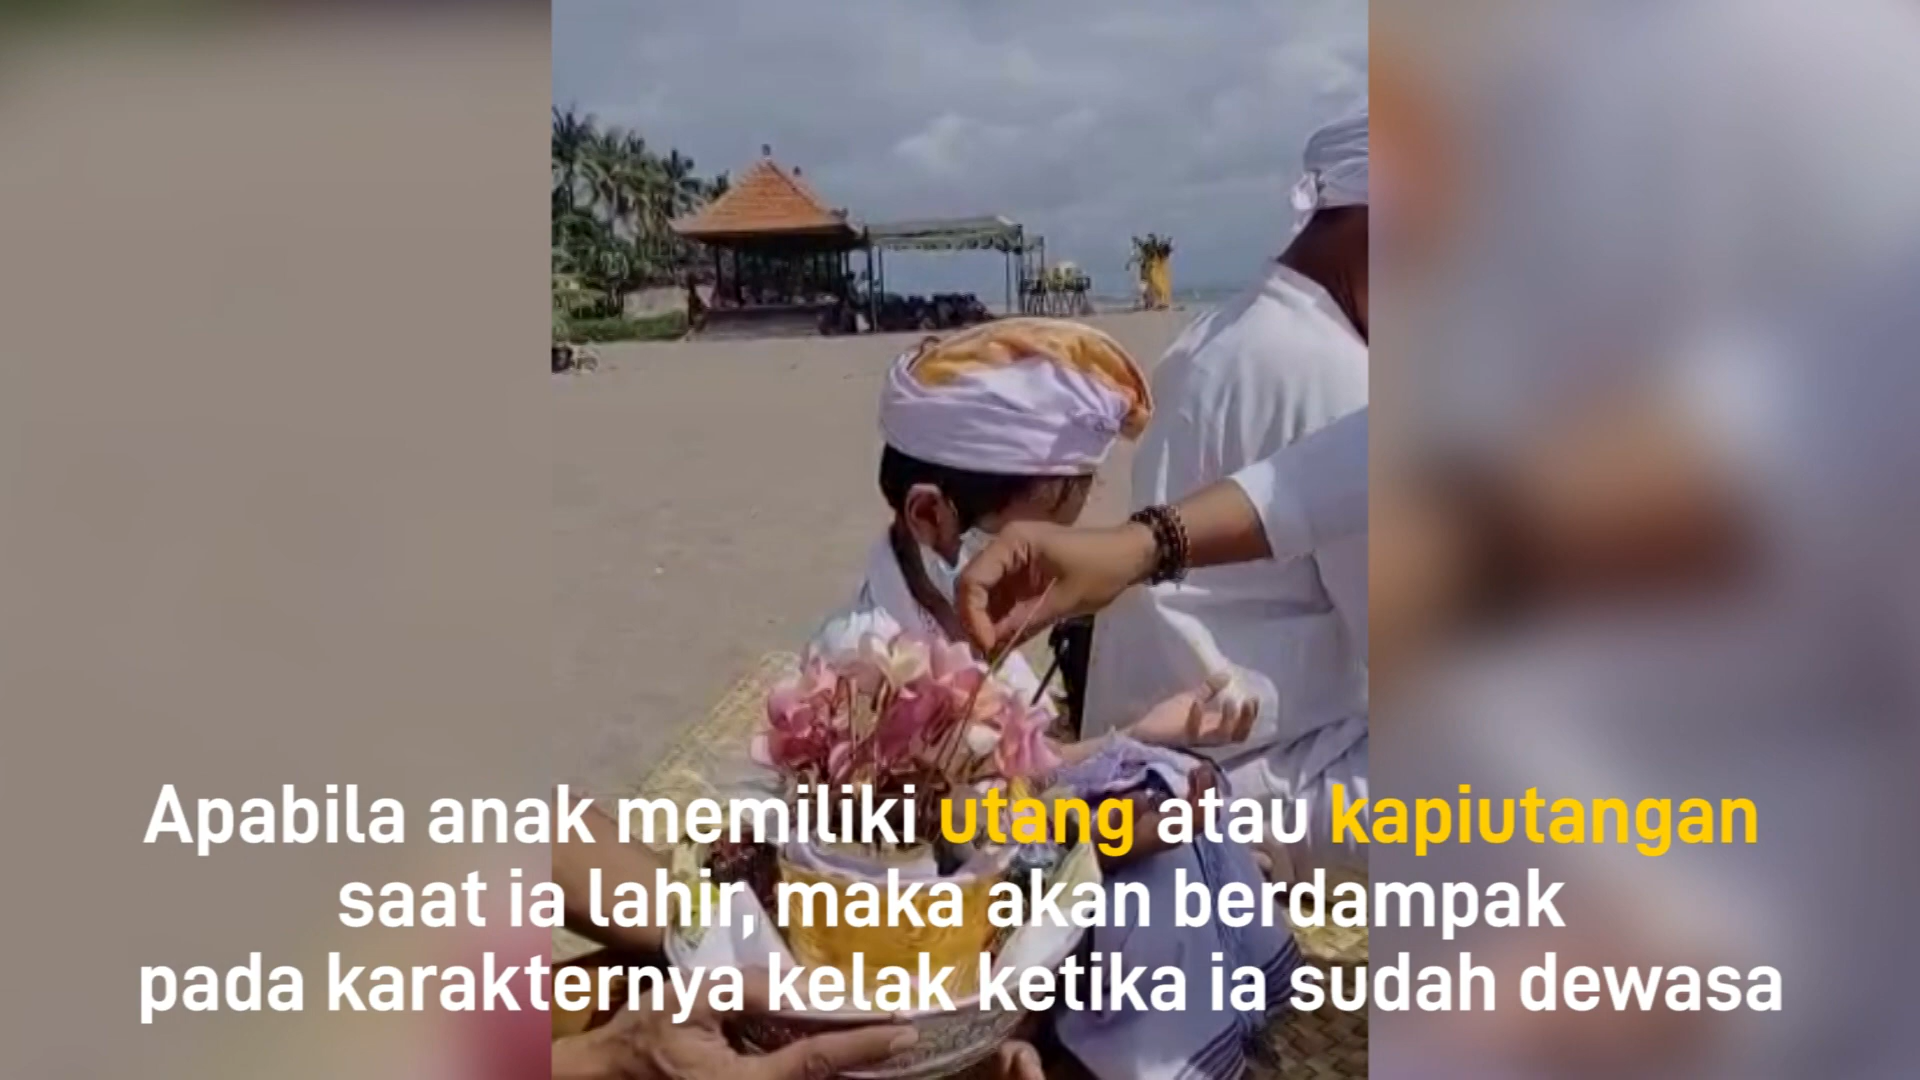 Apabila anak memiliki utang atau kapiutangan
saat ia lahir, maka akan berdampak
pada karakternya kelak ketika ia sudah dewasa